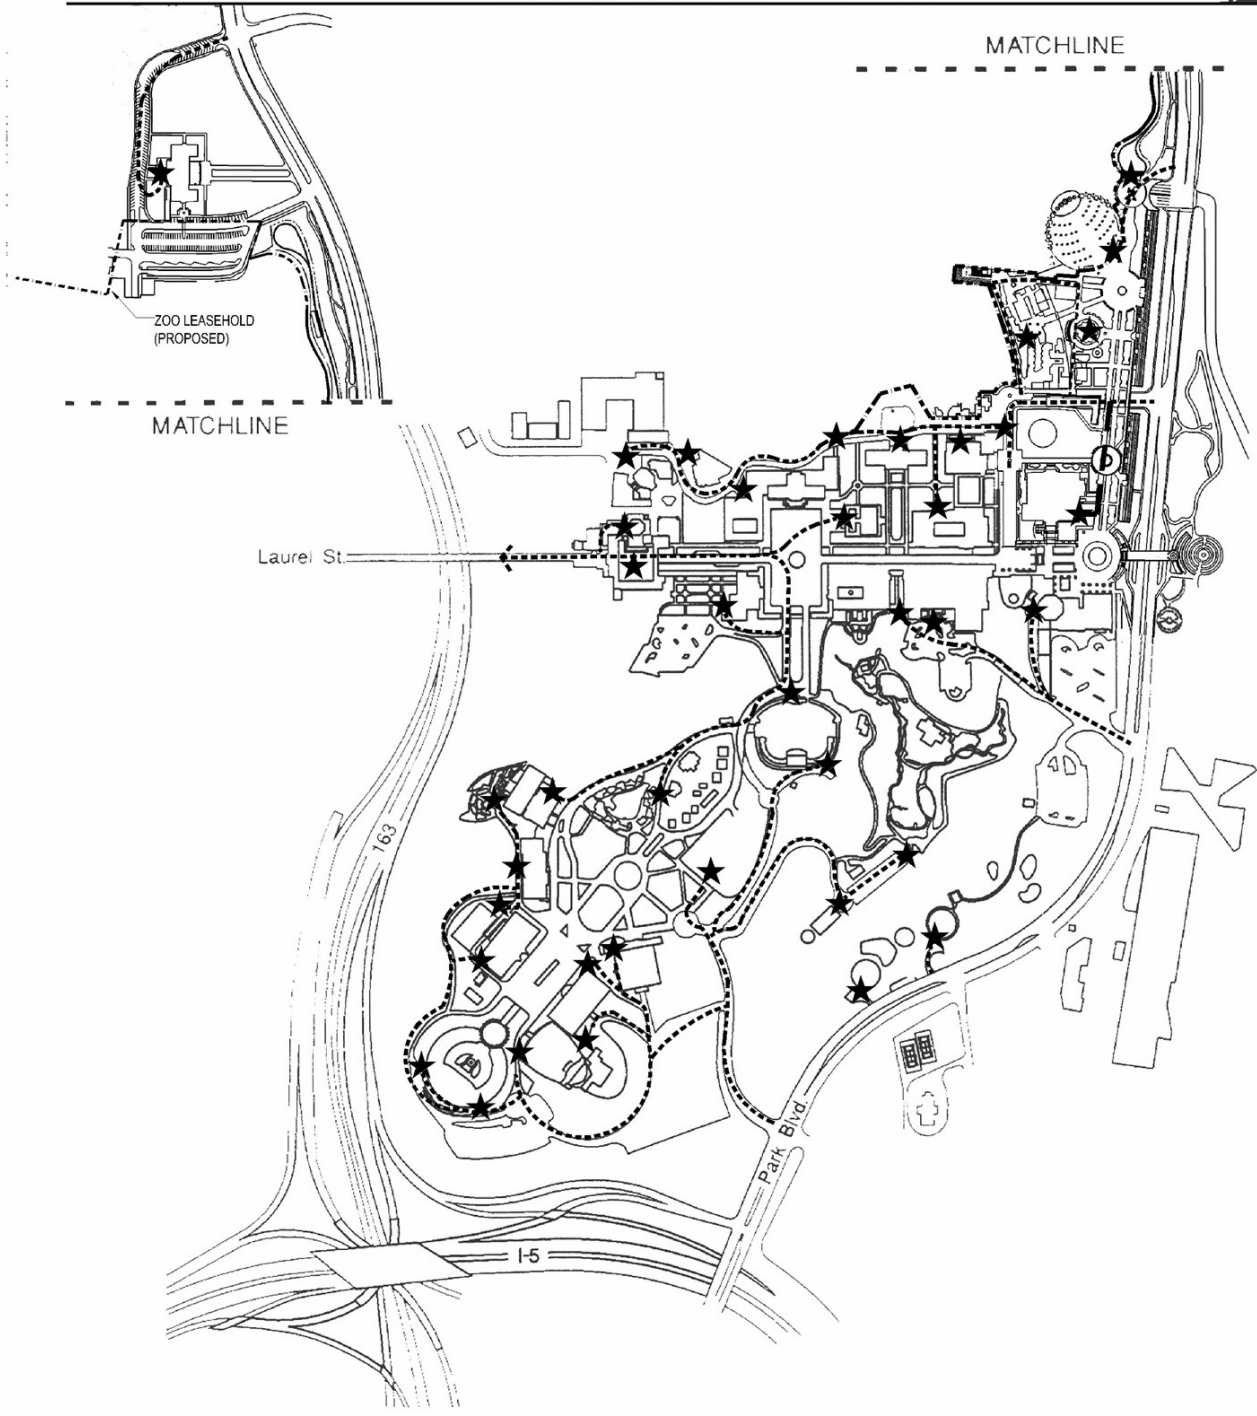 MATCHLINE
ZOO LEASEHOLD
(PROPOSED)
MATCHLINE
Laurel St.
163
P
Park Blvd.
I-5